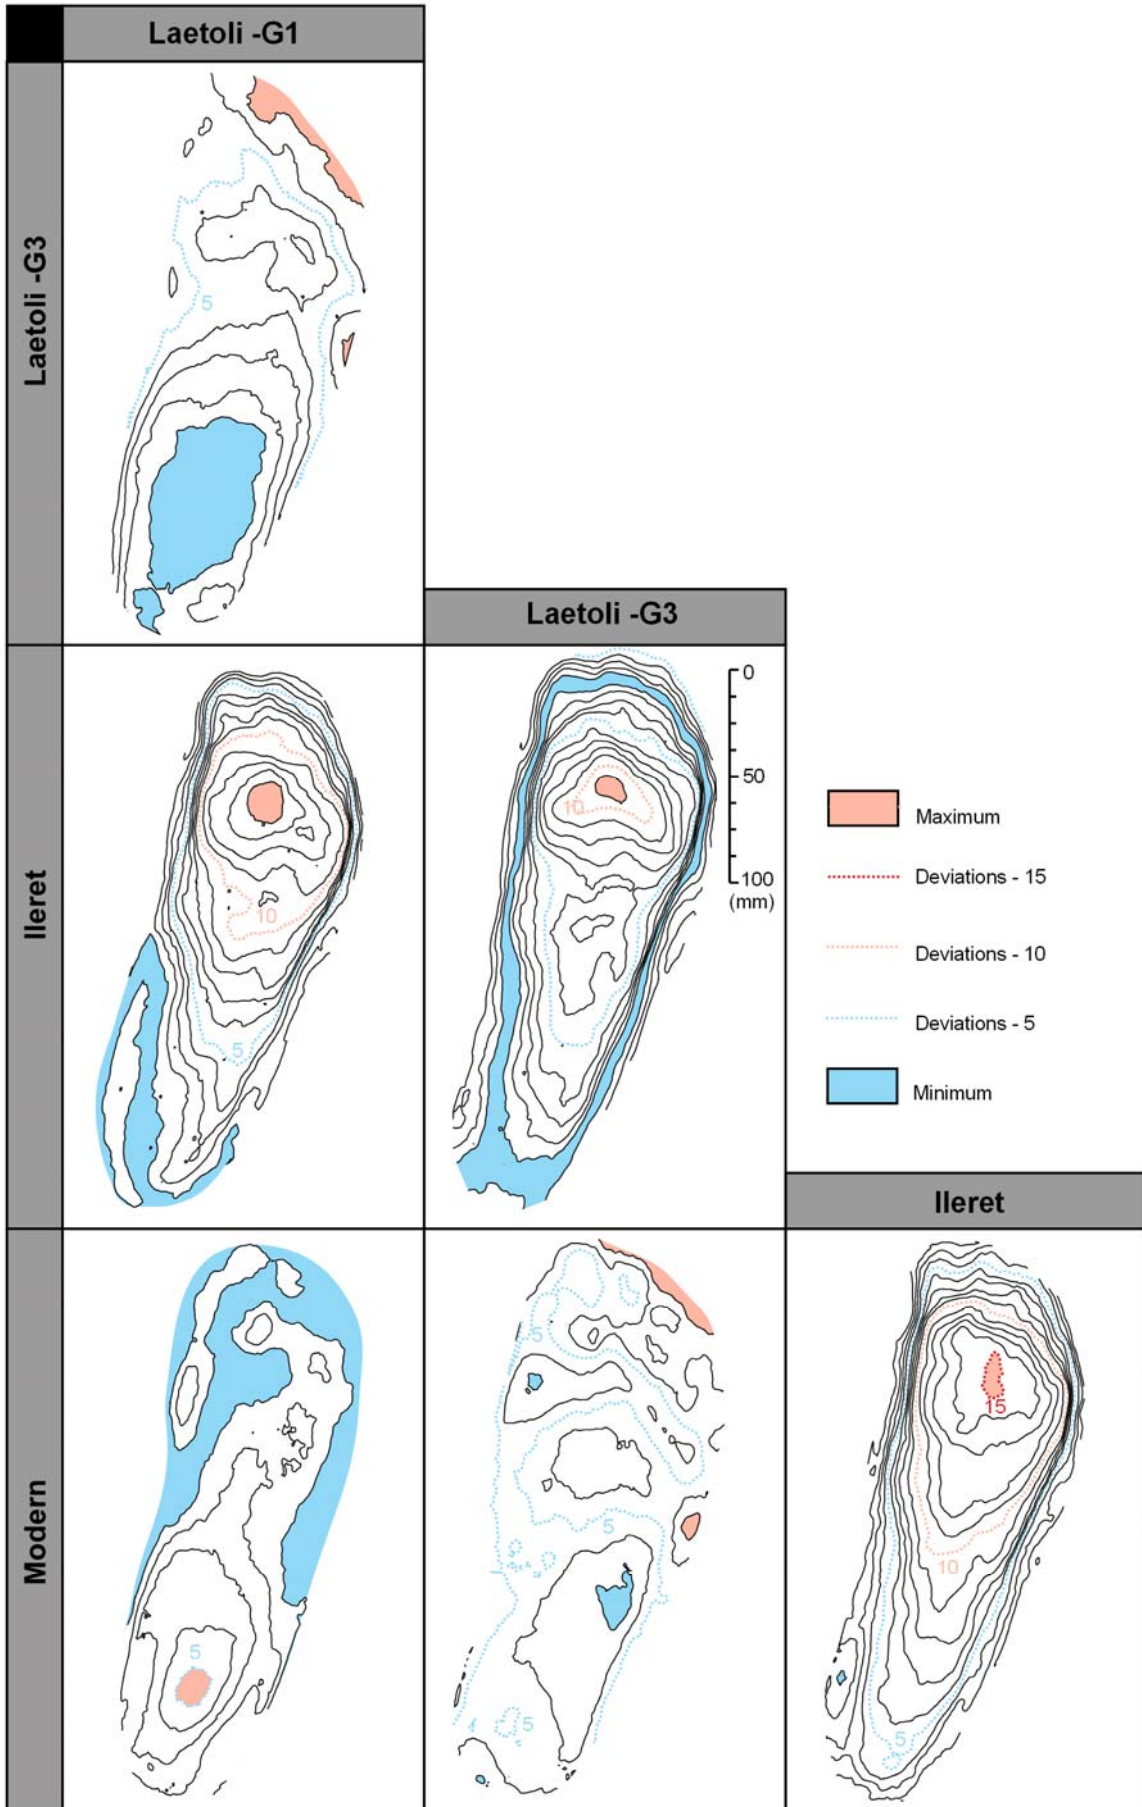 Laetoli -G1
Laetoli -G3
5
Laetoli -G3
Ileret
10
5
10
0
50
100
(mm)
Maximum
Deviations - 15
Deviations - 10
Deviations - 5
Minimum
Ileret
Modern
5
5
5
5
15
10
5